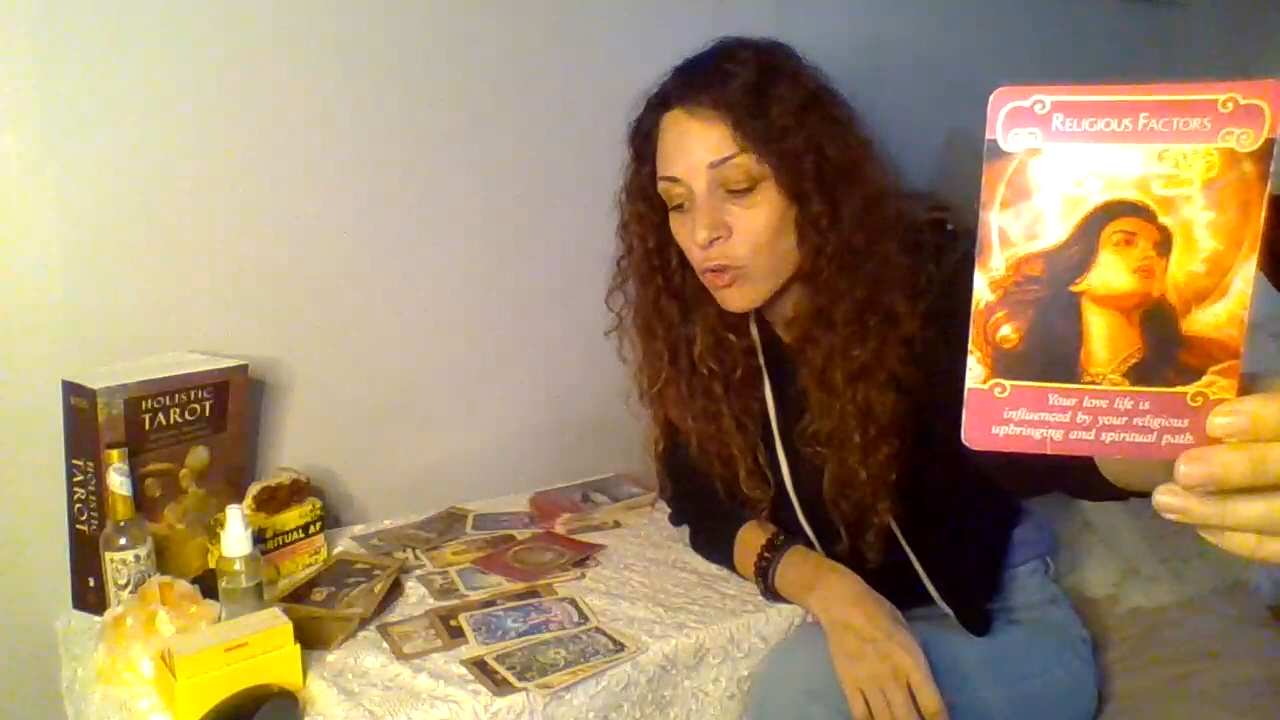 RELIGIOUS FACTORS
Your love life is
influenced by your religious
upbringing and spiritual path.
HOLISTIC
TAROT
HOLISTIC
TAROT
RITUAL AF